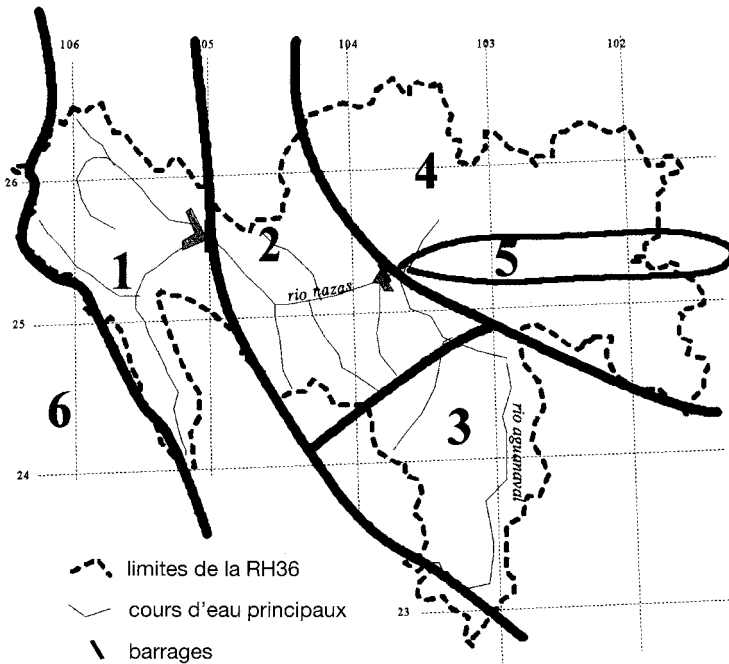 106 105 104 103 102
4
26
2
5
1
rio nazas
25
6
3
rio aguanaval
24
limites de la RH36
cours d'eau principaux
23
barrages